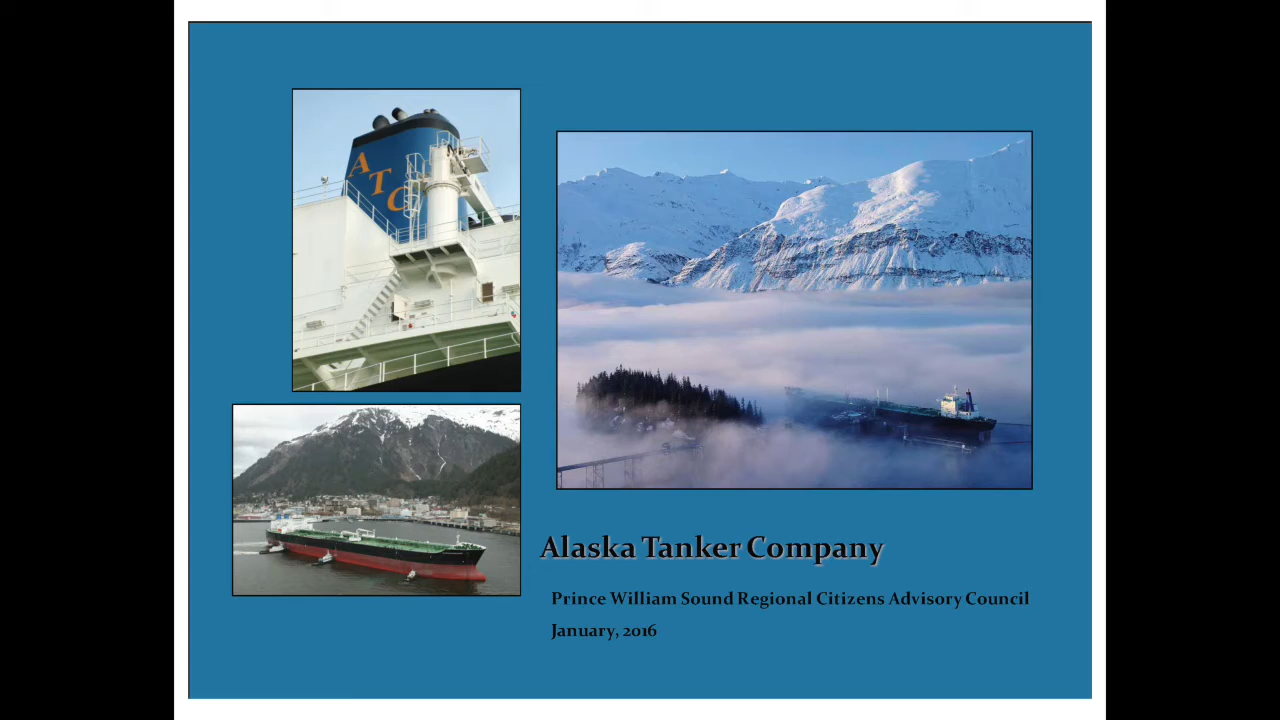 ATC
Alaska Tanker Company
Prince William Sound Regional Citizens Advisory Council
January, 2016